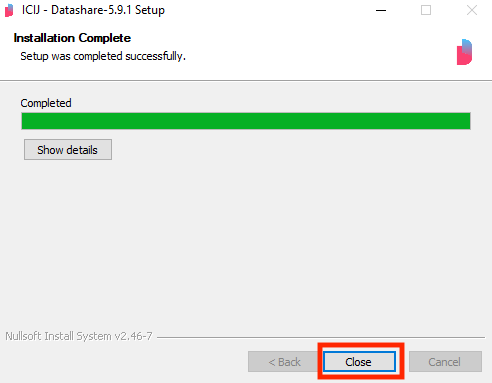 ICIJ - Datashare-5.9.1 Setup
Installation Complete
Setup was completed successfully.
Completed
Show details
Nullsoft Install System v2.46-7
< Back Close Cancel